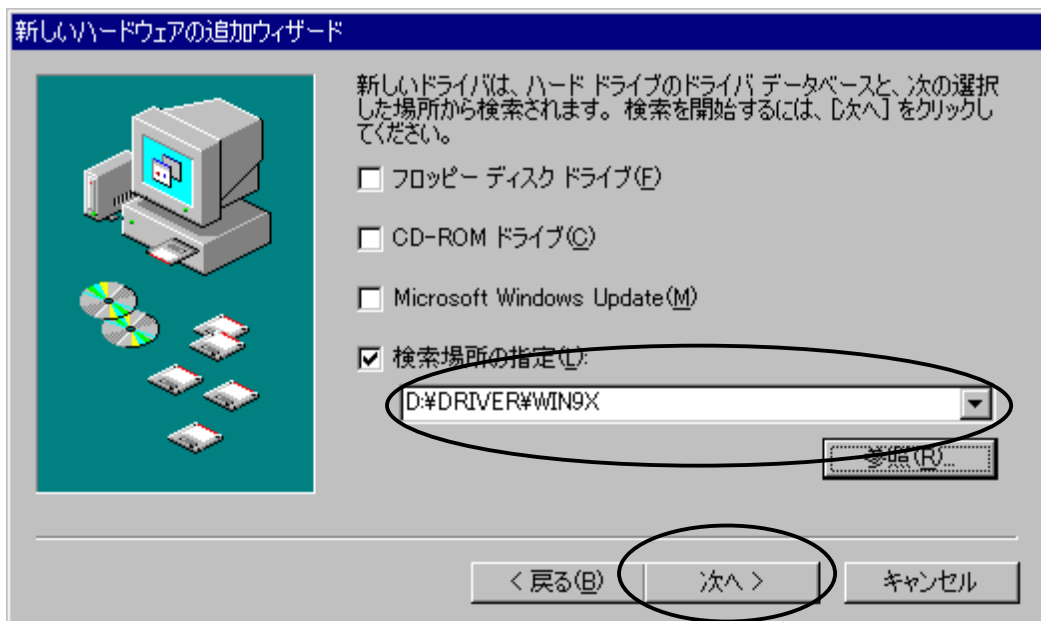 新しいハードウェアの追加ウィザード
新しいドライバは、ハード ドライブのドライバ データベースと、次の選択
した場所から検索されます。検索を開始するには、[次へ] をクリックし
てください。
フロッピー ディスク ドライブ(F)
CD-ROM ドライブ(C)
Microsoft Windows Update(M)
検索場所の指定(L):
D:¥DRIVER¥WIN9X
参照(R)...
< 戻る(B)
次へ >
キャンセル